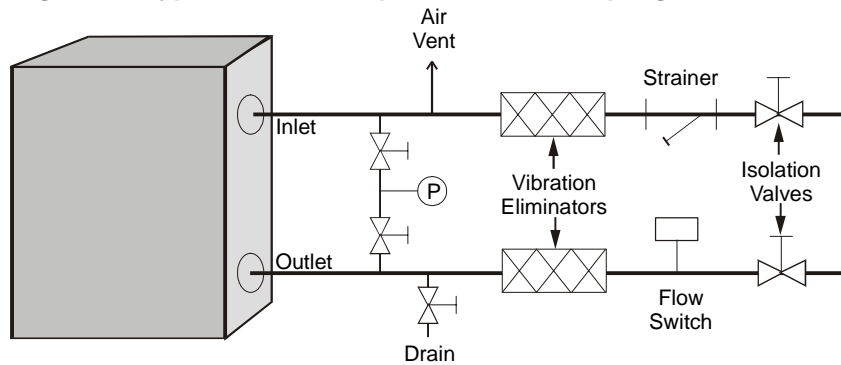 Air
Vent
Strainer
Inlet
P
Vibration
Eliminators
Isolation
Valves
Outlet
Flow
Switch
Drain